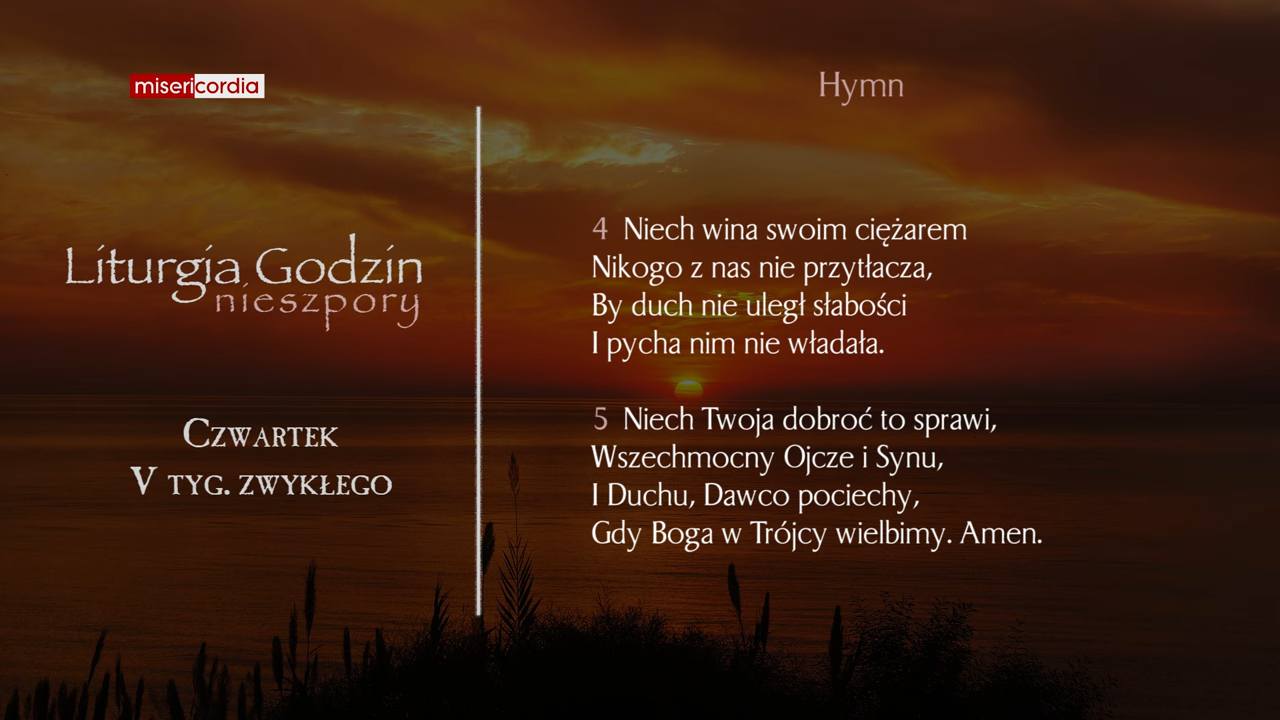 misericordia
Liturgia Godzin
nieszpory
Czwartek
V tyg. zwykłego
Hymn
4 Niech wina swoim ciężarem
Nikogo z nas nie przytłacza,
By duch nie uległ słabości
I pycha nim nie władała.
5 Niech Twoja dobroć to sprawi,
Wszechmocny Ojcze i Synu,
I Duchu, Dawco pociechy,
Gdy Boga w Trójcy wielbimy. Amen.